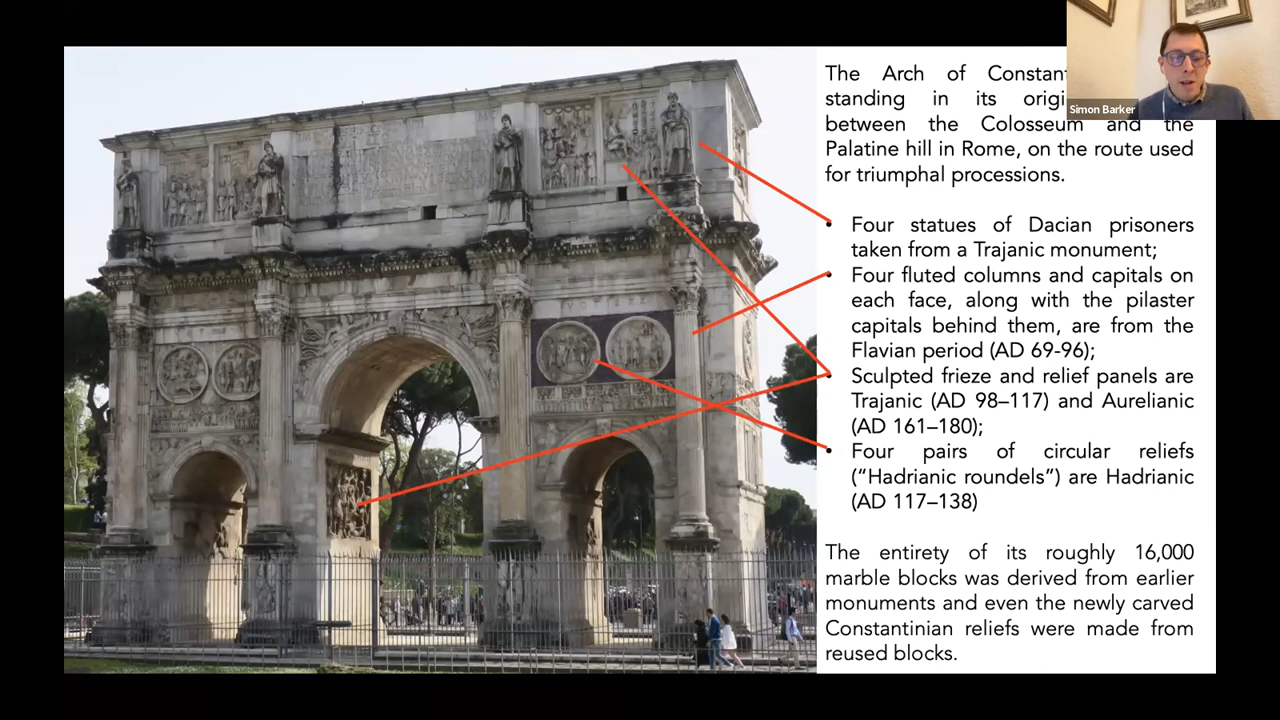 The Arch of Constant
standing in its origi
between the Colosseum and the
Palatine hill in Rome, on the route used
for triumphal processions.
• Four statues of Dacian prisoners
taken from a Trajanic monument;
• Four fluted columns and capitals on
each face, along with the pilaster
capitals behind them, are from the
Flavian period (AD 69-96);
• Sculpted frieze and relief panels are
Trajanic (AD 98–117) and Aurelianic
(AD 161–180);
• Four pairs of circular reliefs
(“Hadrianic roundels”) are Hadrianic
(AD 117–138)
The entirety of its roughly 16,000
marble blocks was derived from earlier
monuments and even the newly carved
Constantinian reliefs were made from
reused blocks.
Simon Barker